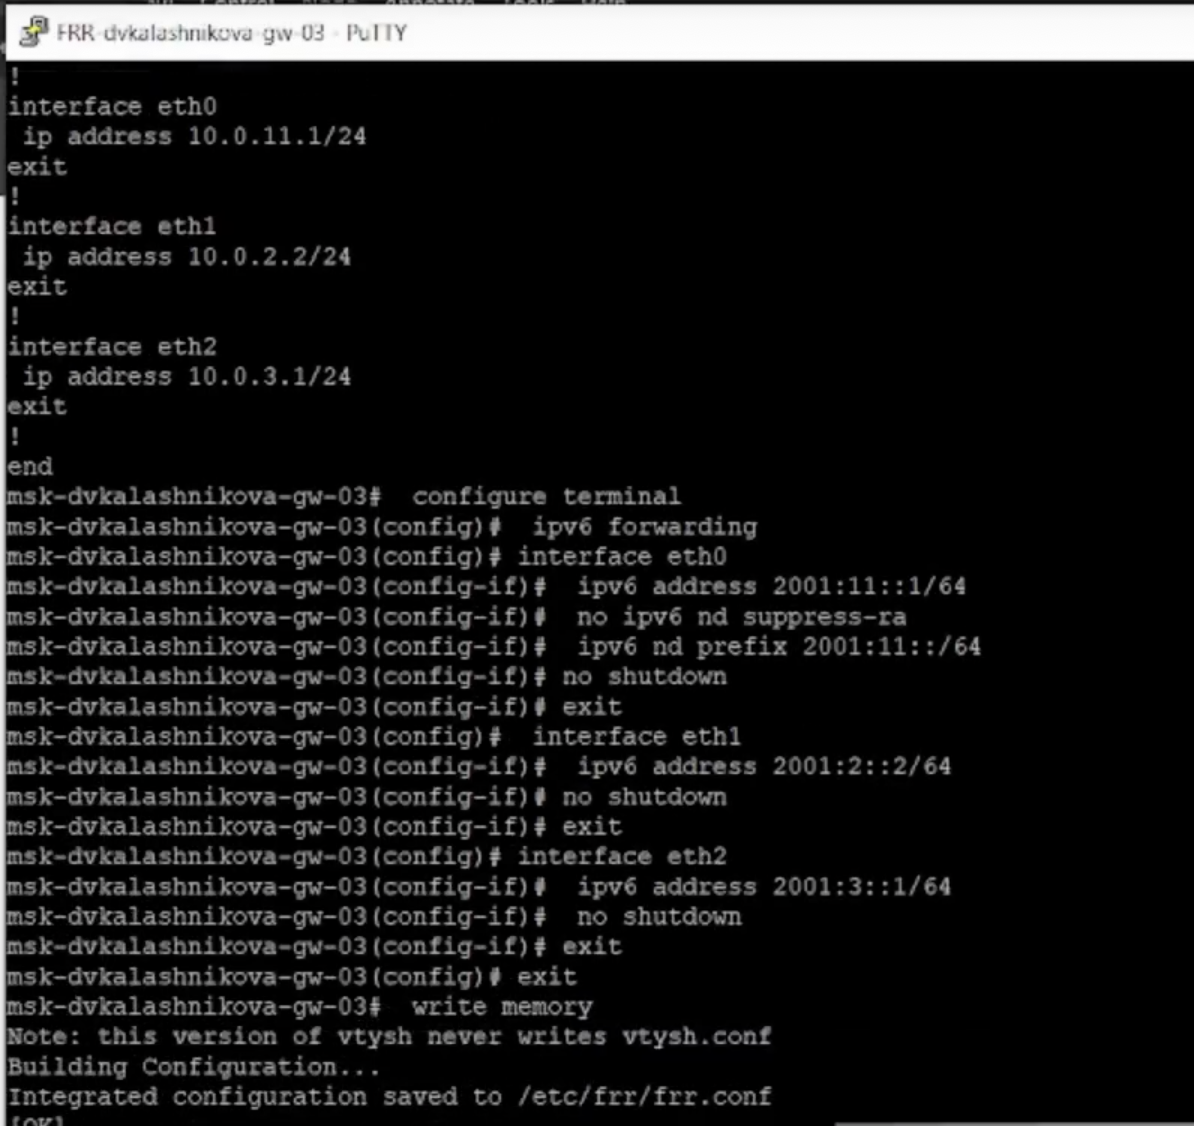 FRR-dvkalashnikova-gw-03 - PuTTY
!
interface eth0
 ip address 10.0.11.1/24
exit
!
interface eth1
 ip address 10.0.2.2/24
exit
!
interface eth2
 ip address 10.0.3.1/24
exit
!
end
msk-dvkalashnikova-gw-03#  configure terminal
msk-dvkalashnikova-gw-03(config)#  ipv6 forwarding
msk-dvkalashnikova-gw-03(config)# interface eth0
msk-dvkalashnikova-gw-03(config-if)#  ipv6 address 2001:11::1/64
msk-dvkalashnikova-gw-03(config-if)#  no ipv6 nd suppress-ra
msk-dvkalashnikova-gw-03(config-if)#  ipv6 nd prefix 2001:11::/64
msk-dvkalashnikova-gw-03(config-if)# no shutdown
msk-dvkalashnikova-gw-03(config-if)# exit
msk-dvkalashnikova-gw-03(config)#  interface eth1
msk-dvkalashnikova-gw-03(config-if)#  ipv6 address 2001:2::2/64
msk-dvkalashnikova-gw-03(config-if)# no shutdown
msk-dvkalashnikova-gw-03(config-if)# exit
msk-dvkalashnikova-gw-03(config)# interface eth2
msk-dvkalashnikova-gw-03(config-if)#  ipv6 address 2001:3::1/64
msk-dvkalashnikova-gw-03(config-if)#  no shutdown
msk-dvkalashnikova-gw-03(config-if)# exit
msk-dvkalashnikova-gw-03(config)# exit
msk-dvkalashnikova-gw-03#  write memory
Note: this version of vtysh never writes vtysh.conf
Building Configuration...
Integrated configuration saved to /etc/frr/frr.conf
[OK]